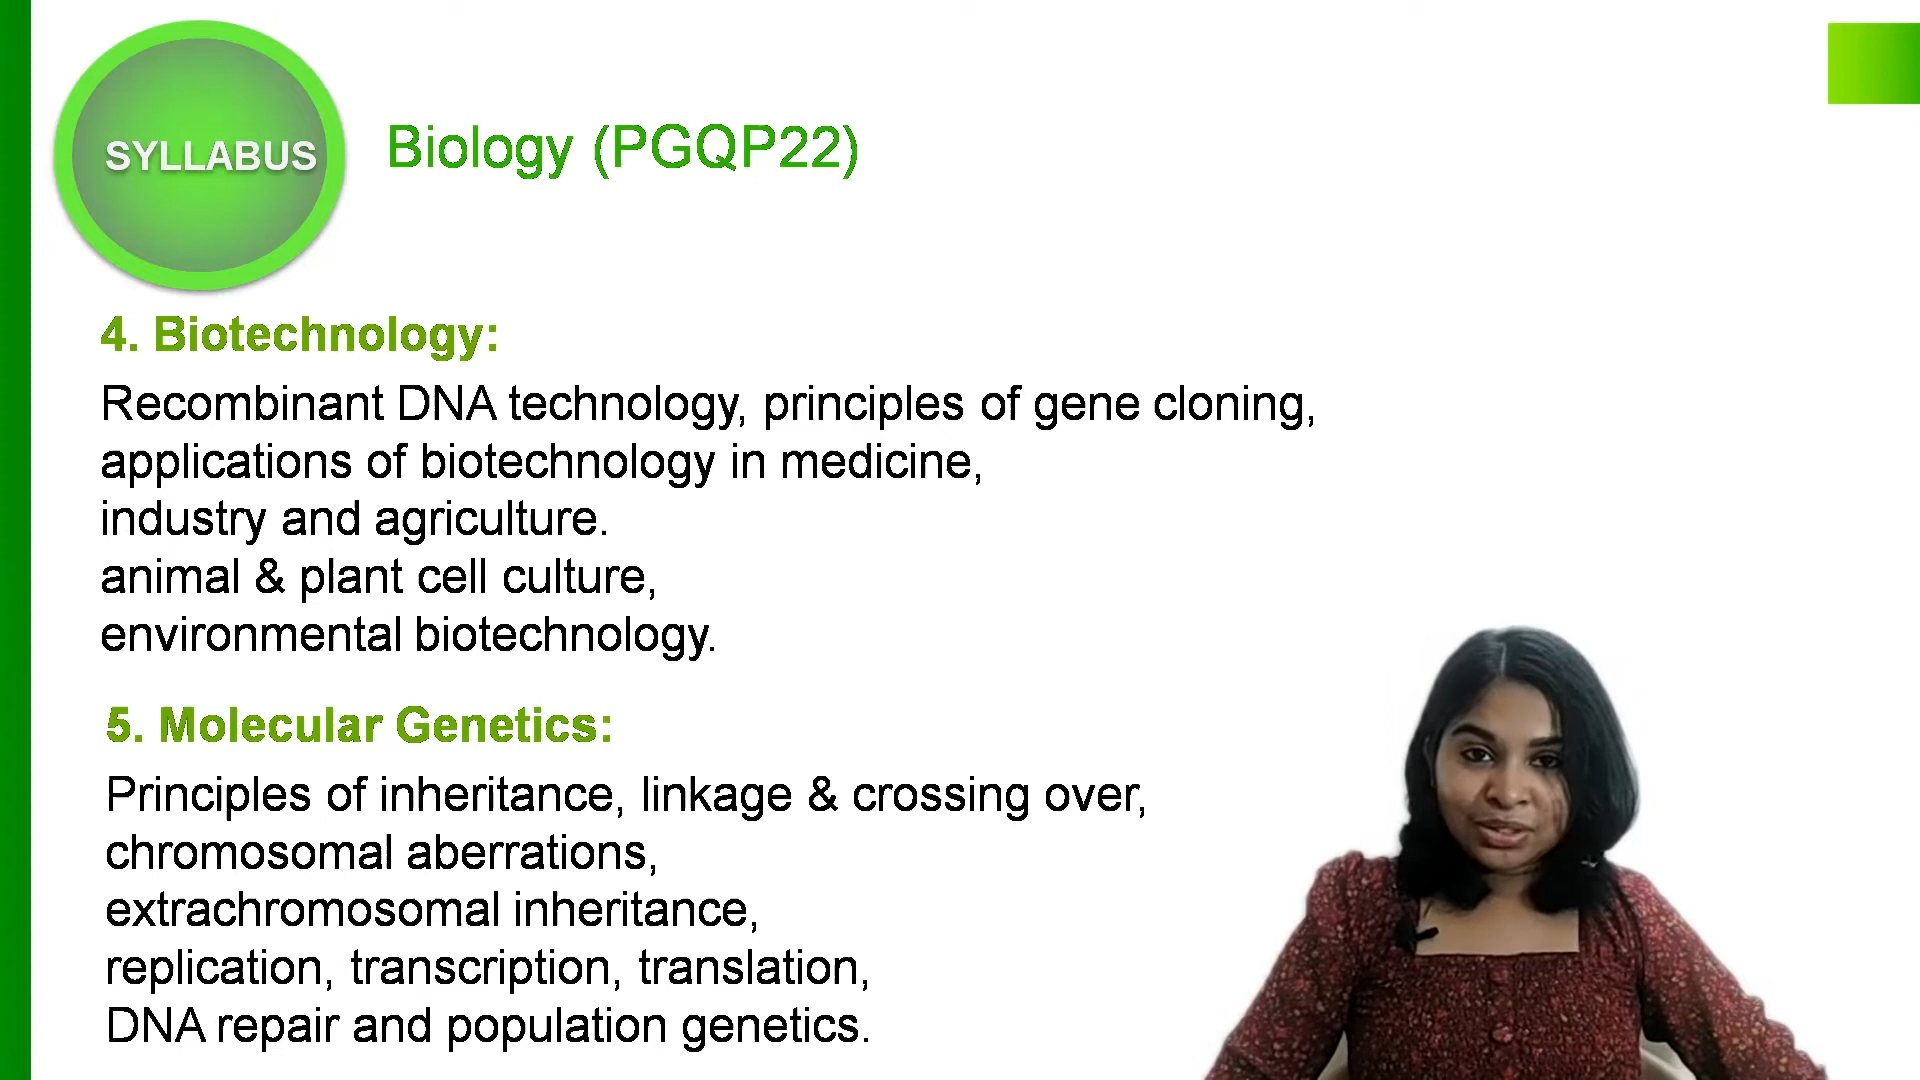 SYLLABUS
Biology (PGQP22)
4. Biotechnology:
Recombinant DNA technology, principles of gene cloning,
applications of biotechnology in medicine,
industry and agriculture.
animal & plant cell culture,
environmental biotechnology.
5. Molecular Genetics:
Principles of inheritance, linkage & crossing over,
chromosomal aberrations,
extrachromosomal inheritance,
replication, transcription, translation,
DNA repair and population genetics.